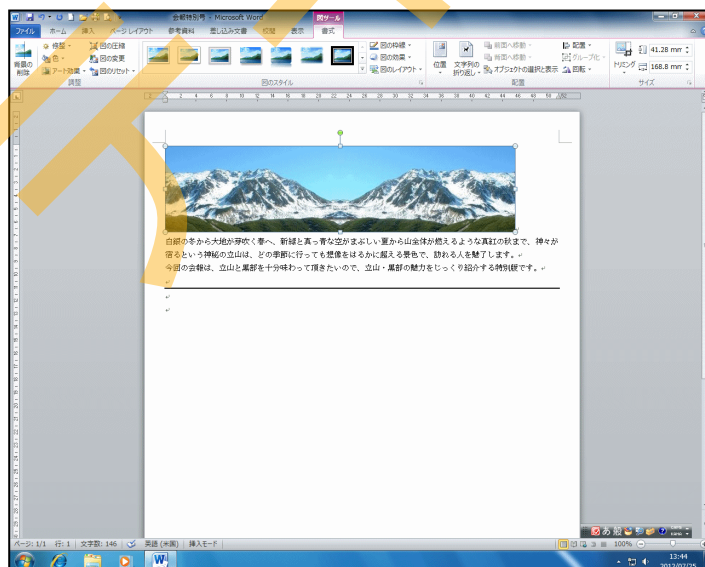 会報特別号 - Microsoft Word
図ツール
ファイル ホーム 挿入 ページ レイアウト 参考資料 差し込み文書 校閲 表示 書式
背景の削除
修整
色
アート効果
図の圧縮
図の変更
図のリセット
調整
図のスタイル
図の枠線
図の効果
図のレイアウト
位置
文字列の折り返し
前面へ移動
背面へ移動
オブジェクトの選択と表示
配置
グループ化
回転
配置
トリミング
41.28 mm
168.8 mm
サイズ
白銀の冬から大地が芽吹く春へ、新緑と真っ青な空がまぶしい夏から山全体が燃えるような真紅の秋まで、神々が
宿るという神秘の立山は、どの季節に行っても想像をはるかに超える景色で、訪れる人を魅了します。
今回の会報は、立山と黒部を十分味わって頂きたいので、立山・黒部の魅力をじっくり紹介する特別版です。
あ 般
ページ: 1/1 行: 1 文字数: 146 英語 (米国) 挿入モード 100%
13:44
2012/07/25